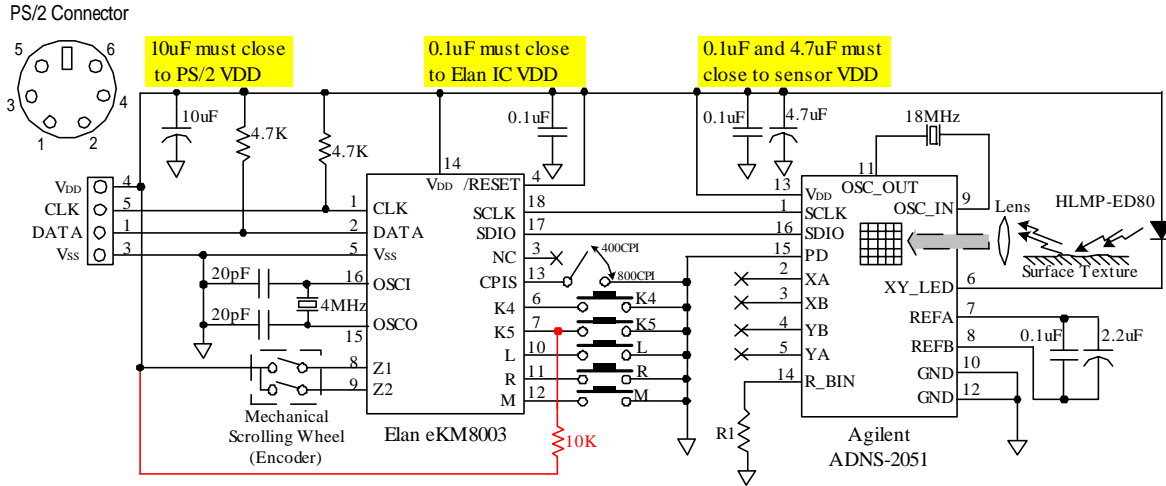 PS/2 Connector
5
6
3
4
1
2
10uF must close
to PS/2 VDD
0.1uF must close
to Elan IC VDD
0.1uF and 4.7uF must
close to sensor VDD
10uF
4.7K
4.7K
0.1uF
0.1uF
4.7uF
18MHz
VDD
4
CLK
5
DATA
1
VSS
3
20pF
20pF
4MHz
Mechanical
Scrolling Wheel
(Encoder)
14
VDD
/RESET
4
1
CLK
SCLK
18
2
DATA
SDIO
17
5
VSS
NC
3
16
OSCI
CPIS
13
K4
6
OSCO
15
K5
7
L
10
8
Z1
R
11
9
Z2
M
12
Elan eKM8003
400CPI
800CPI
K4
K5
L
R
M
10K
11
OSC_OUT
13
VDD
OSC_IN
9
1
SCLK
16
SDIO
15
PD
2
XA
XY_LED
6
3
XB
REFA
7
4
YB
REFB
8
5
YA
GND
10
14
R_BIN
GND
12
R1
Agilent
ADNS-2051
Lens
HLMP-ED80
Surface Texture
0.1uF
2.2uF